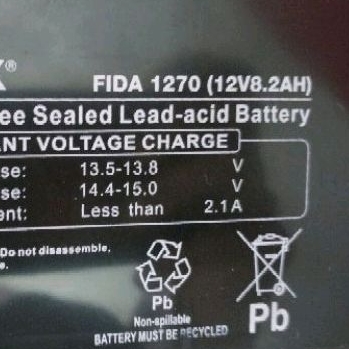 X®
FIDA 1270 (12V8.2AH)
ee Sealed Lead-acid Battery
ANT VOLTAGE CHARGE
se: 13.5-13.8 V
se: 14.4-15.0 V
ent: Less than 2.1A
Do not disassemble,
e.
Pb
Non-spillable
BATTERY MUST BE RECYCLED
Pb